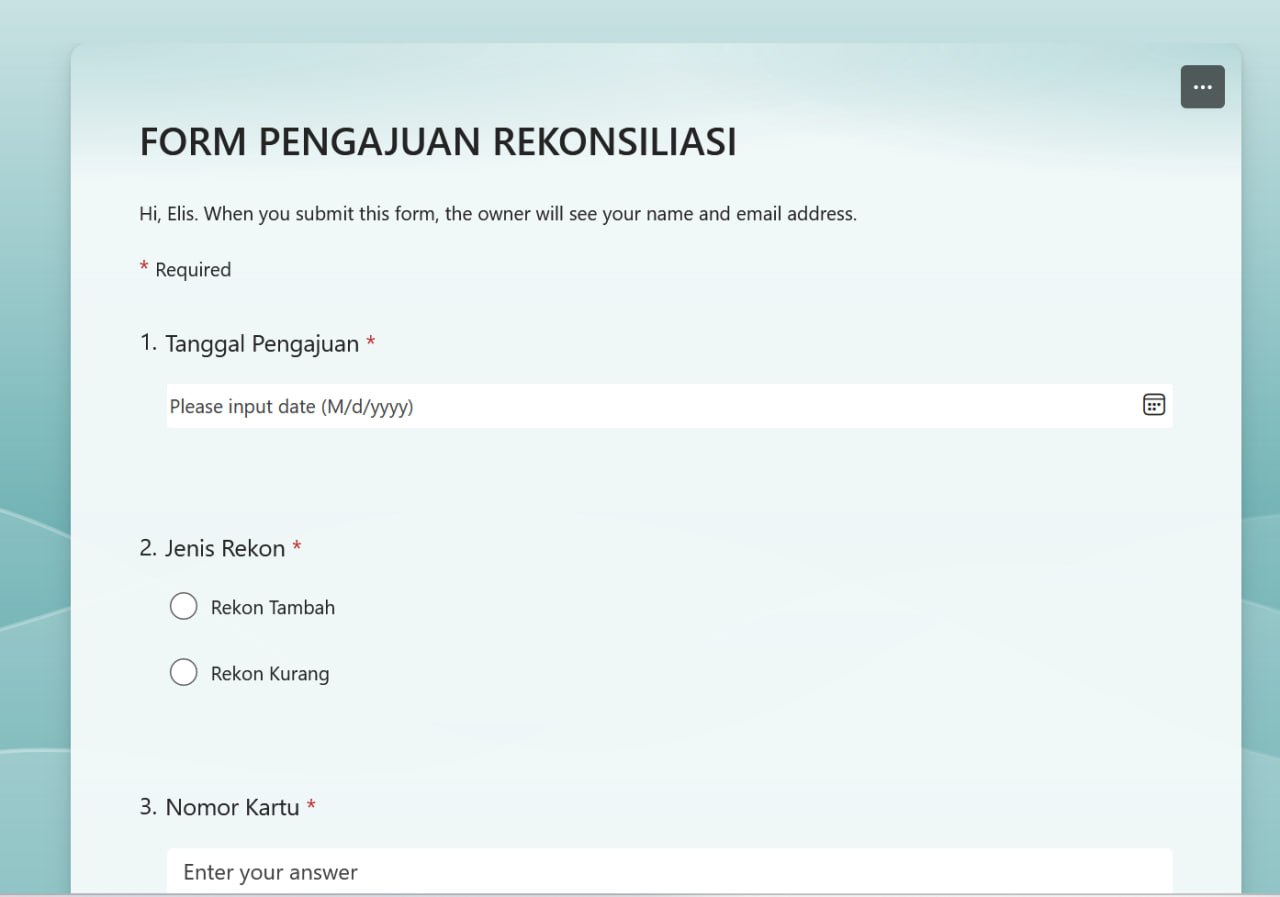 FORM PENGAJUAN REKONSILIASI
Hi, Elis. When you submit this form, the owner will see your name and email address.
* Required
1. Tanggal Pengajuan *
Please input date (M/d/yyyy)
2. Jenis Rekon *
Rekon Tambah
Rekon Kurang
3. Nomor Kartu *
Enter your answer